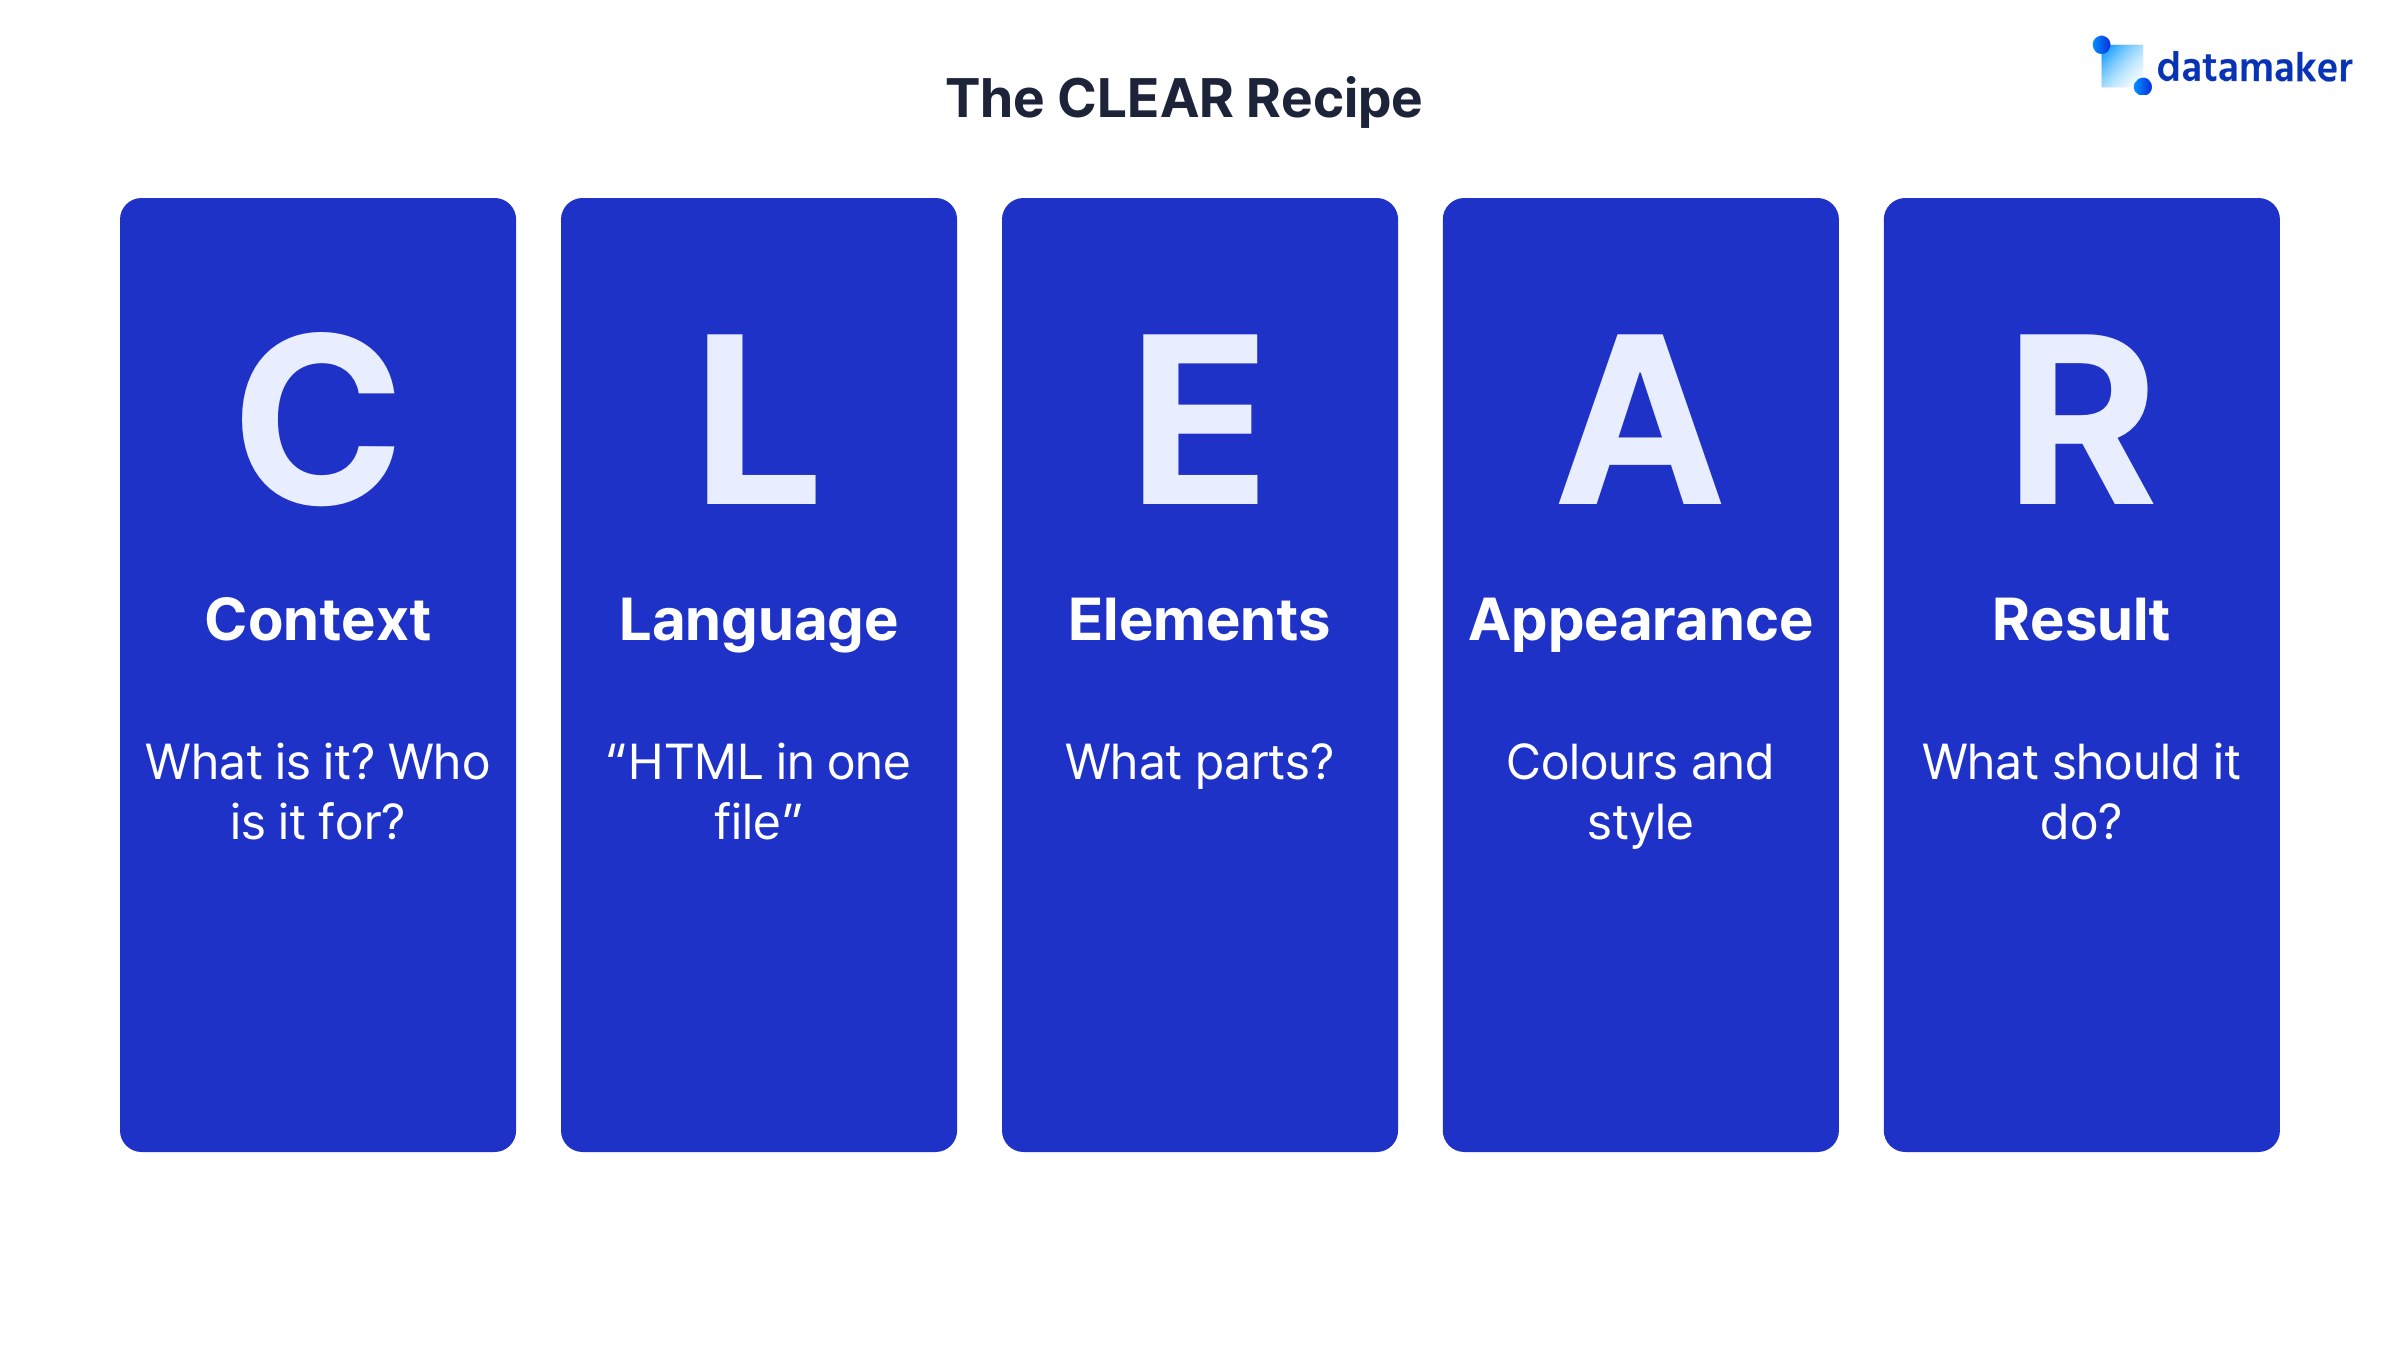 datamaker
The CLEAR Recipe
C
Context
What is it? Who
is it for?
L
Language
“HTML in one
file”
E
Elements
What parts?
A
Appearance
Colours and
style
R
Result
What should it
do?